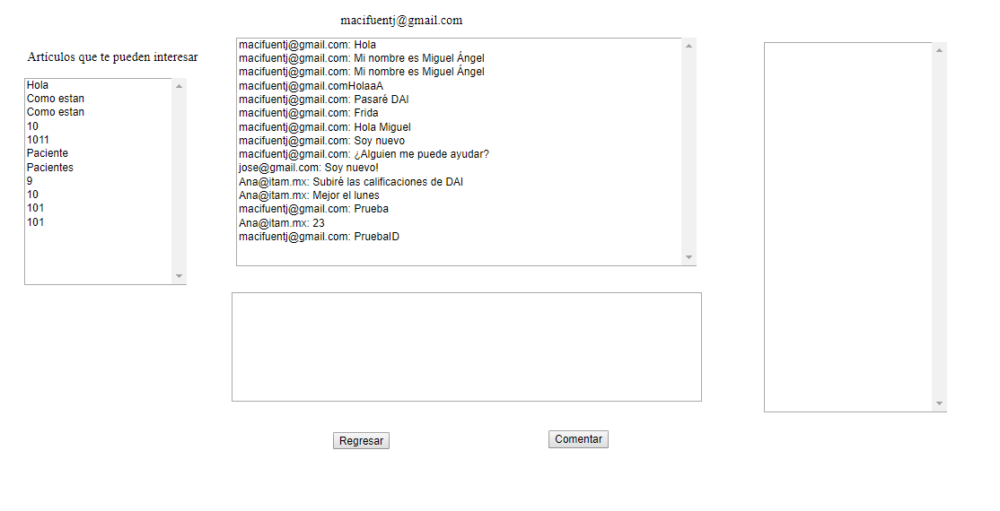 macifuentj@gmail.com
Artículos que te pueden interesar
Hola
Como estan
Como estan
10
1011
Paciente
Pacientes
9
10
101
101
macifuentj@gmail.com: Hola
macifuentj@gmail.com: Mi nombre es Miguel Ángel
macifuentj@gmail.com: Mi nombre es Miguel Ángel
macifuentj@gmail.comHolaaA
macifuentj@gmail.com: Pasaré DAI
macifuentj@gmail.com: Frida
macifuentj@gmail.com: Hola Miguel
macifuentj@gmail.com: Soy nuevo
macifuentj@gmail.com: ¿Alguien me puede ayudar?
jose@gmail.com: Soy nuevo!
Ana@itam.mx: Subiré las calificaciones de DAI
Ana@itam.mx: Mejor el lunes
macifuentj@gmail.com: Prueba
Ana@itam.mx: 23
macifuentj@gmail.com: PruebaID
Regresar
Comentar